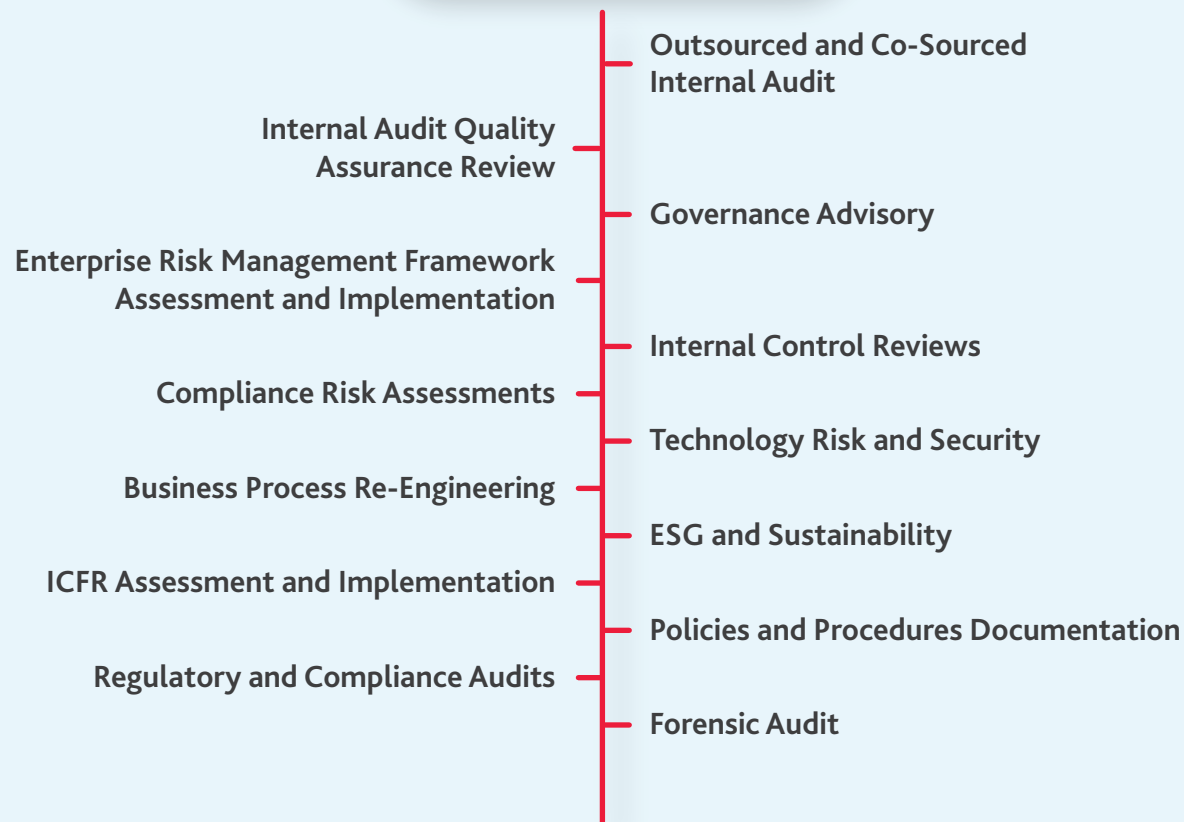 Outsourced and Co-Sourced
Internal Audit
Internal Audit Quality
Assurance Review
Governance Advisory
Enterprise Risk Management Framework
Assessment and Implementation
Internal Control Reviews
Compliance Risk Assessments
Technology Risk and Security
Business Process Re-Engineering
ESG and Sustainability
ICFR Assessment and Implementation
Policies and Procedures Documentation
Regulatory and Compliance Audits
Forensic Audit